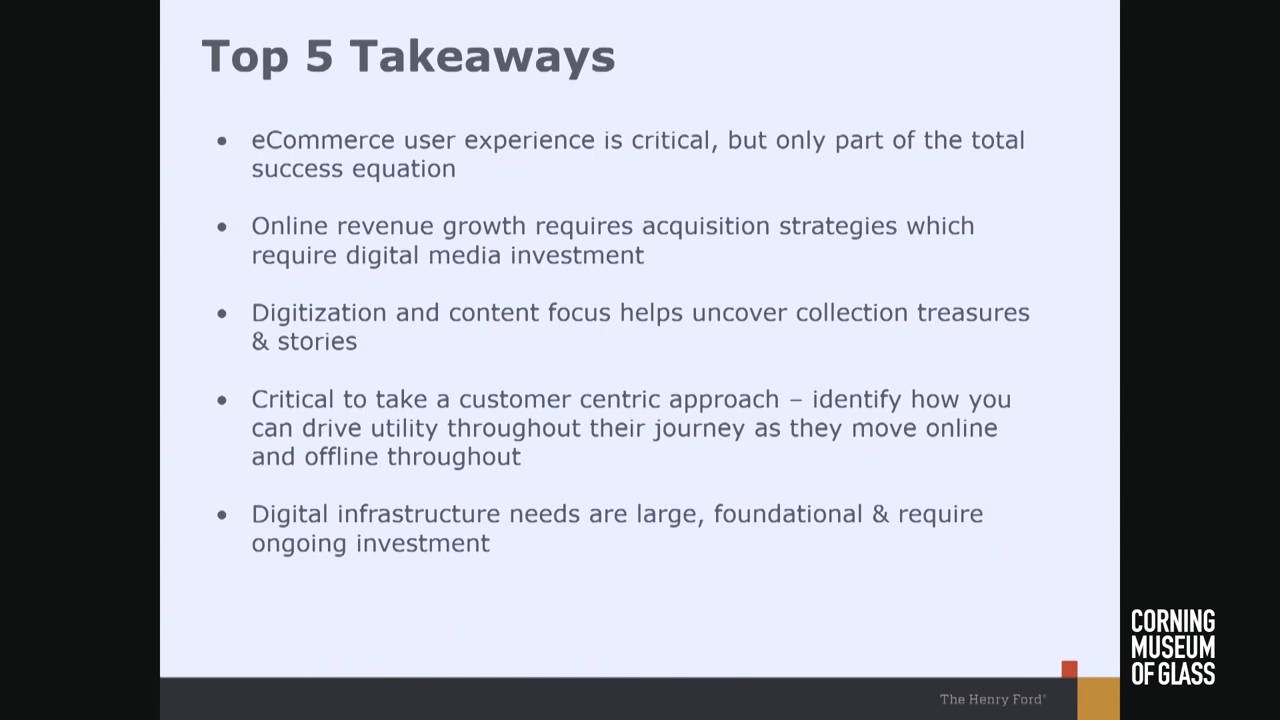 Top 5 Takeaways
• eCommerce user experience is critical, but only part of the total
success equation
• Online revenue growth requires acquisition strategies which
require digital media investment
• Digitization and content focus helps uncover collection treasures
& stories
• Critical to take a customer centric approach – identify how you
can drive utility throughout their journey as they move online
and offline throughout
• Digital infrastructure needs are large, foundational & require
ongoing investment
The Henry Ford®
CORNING
MUSEUM
OF GLASS